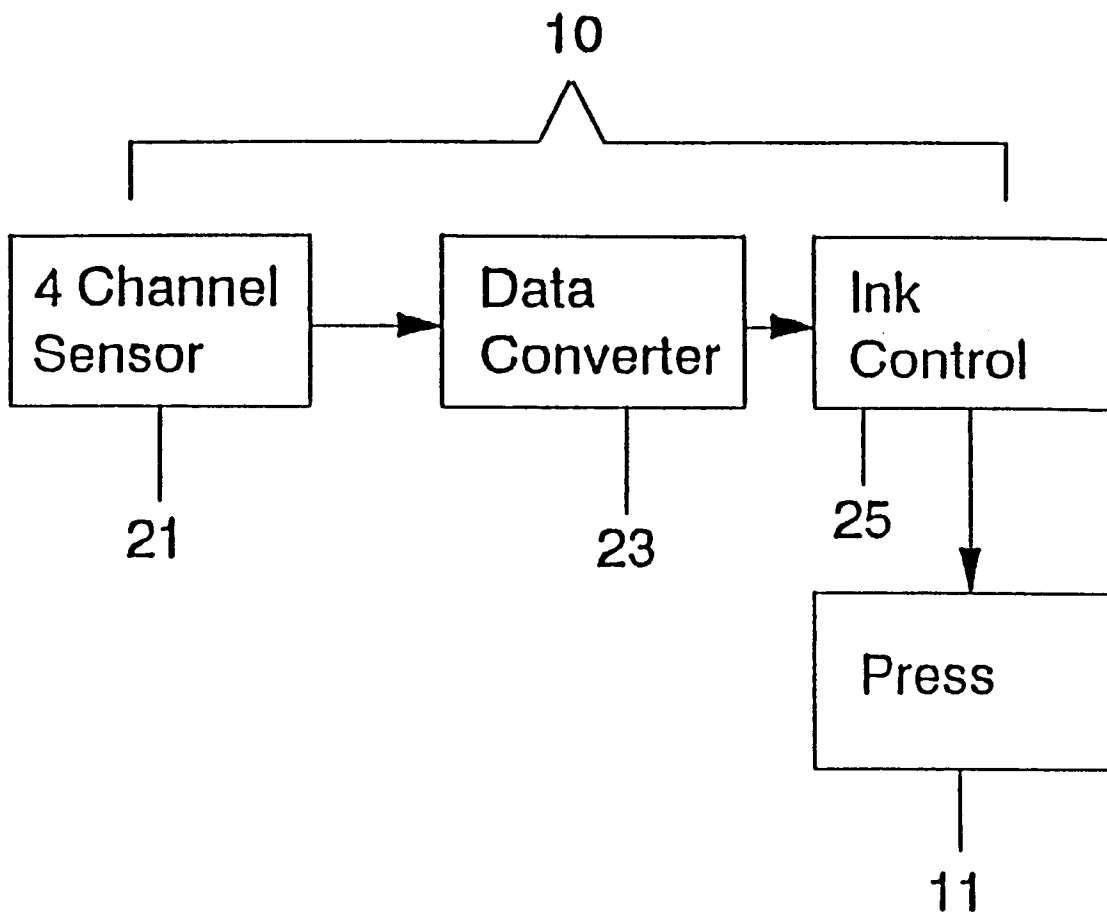 10
4 Channel
Sensor
Data
Converter
Ink
Control
21
23
25
Press
11